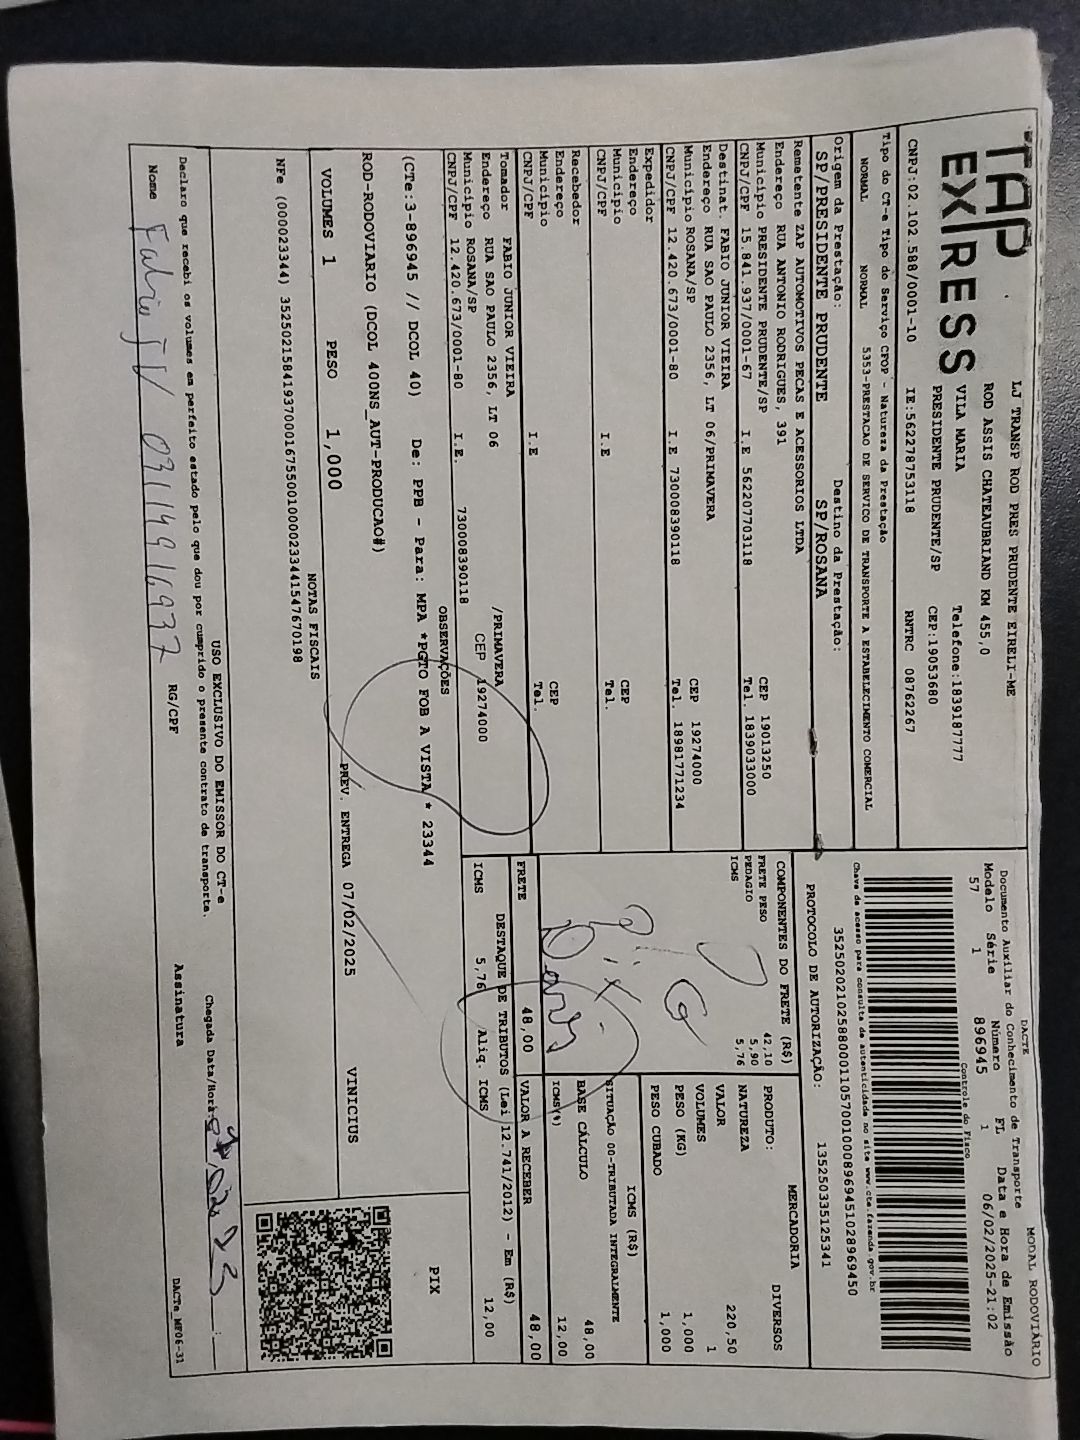 TAP EXPRESS
LJ TRANSP ROD PRES PRUDENTE EIRELI-ME
ROD ASSIS CHATEAUBRIAND KM 455,0
VILA MARIA Telefone:1839187777
PRESIDENTE PRUDENTE/SP CEP:19053680
CNPJ:02.102.588/0001-10 IE:562278753118 RNTRC 08762267
Tipo do CT-e Tipo do Serviço CFOP - Natureza da Prestação
NORMAL NORMAL 5353-PRESTACAO DE SERVICO DE TRANSPORTE A ESTABELECIMENTO COMERCIAL
Origem da Prestação: Destino da Prestação:
SP/PRESIDENTE PRUDENTE SP/ROSANA
Remetente ZAP AUTOMOTIVOS PECAS E ACESSORIOS LTDA
Endereço RUA ANTONIO RODRIGUES, 391 CEP 19013250
Município PRESIDENTE PRUDENTE/SP Tel. 1839033000
CNPJ/CPF 15.841.937/0001-67 I.E 562207703118
Destinat. FABIO JUNIOR VIEIRA
Endereço RUA SAO PAULO 2356, LT 06/PRIMAVERA
Município ROSANA/SP CEP 19274000
CNPJ/CPF 12.420.673/0001-80 I.E 730008390118 Tel. 18981771234
Expedidor
Endereço
Município CEP
CNPJ/CPF I.E Tel.
Recebedor
Endereço
Município CEP
CNPJ/CPF I.E Tel.
Tomador FABIO JUNIOR VIEIRA
Endereço RUA SAO PAULO 2356, LT 06 /PRIMAVERA
Município ROSANA/SP CEP 19274000
CNPJ/CPF 12.420.673/0001-80 I.E. 730008390118
OBSERVAÇÕES
(CTe:3-896945 // DCOL 40) De: PPB - Para: MPA *PGTO FOB A VISTA * 23344
ROD-RODOVIARIO (DCOL 400NS_AUT-PRODUCAO#)
VOLUMES 1 PESO 1,000 PREV. ENTREGA 07/02/2025 VINICIUS
NOTAS FISCAIS
NFe (000023344) 35250215841937000167550010000233441547670198
MODAL RODOVIÁRIO
DACTE
Documento Auxiliar do Conhecimento de Transporte
Modelo Série Número FL Data e Hora de Emissão
57 1 896945 1 06/02/2025-21:02
Controle do Fisco
Chave de acesso para consulta de autenticidade no site www.cte.fazenda.gov.br
35250202102588000110570010008969451028969450
PROTOCOLO DE AUTORIZAÇÃO: 135250335125341
COMPONENTES DO FRETE (R$)
FRETE PESO 42,10
PEDAGIO 5,90
ICMS 5,76
Pix
MERCADORIA
PRODUTO: DIVERSOS
NATUREZA
VALOR 220,50
VOLUMES 1
PESO (KG) 1,000
PESO CUBADO 1,000
ICMS (R$)
SITUAÇÃO 00-TRIBUTADA INTEGRALMENTE
BASE CÁLCULO 48,00
ICMS(%) 12,00
FRETE 48,00 VALOR A RECEBER 48,00
DESTAQUE DE TRIBUTOS (Lei 12.741/2012) - Em (R$)
ICMS 5,76 Aliq. ICMS 12,00
PIX
USO EXCLUSIVO DO EMISSOR DO CT-e
Declaro que recebi os volumes em perfeito estado pelo que dou por cumprido o presente contrato de transporte.
Chegada Data/Hora:
Nome RG/CPF Assinatura
DACTe_MF06-31